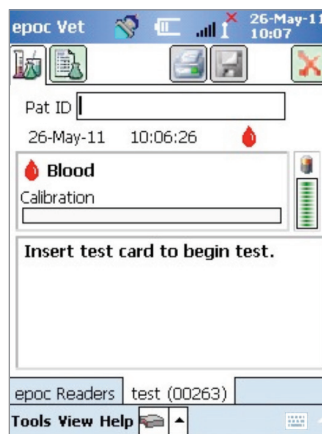 epoc Vet 26-May-11
10:07
Pat ID
26-May-11 10:06:26
Blood
Calibration
Insert test card to begin test.
epoc Readers test (00263)
Tools View Help